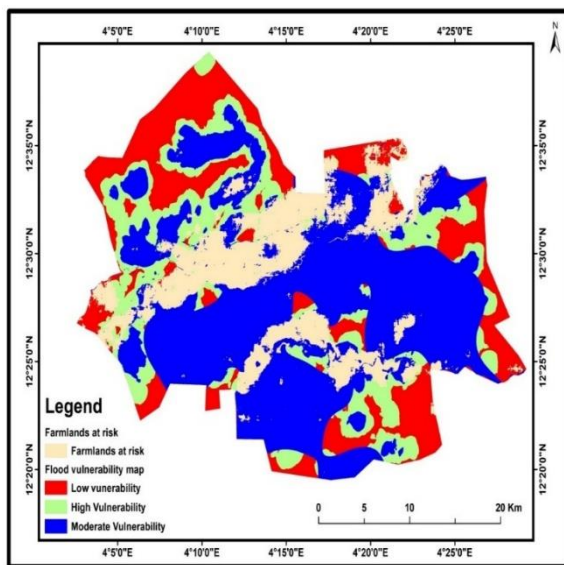 N
4°5'0"E 4°10'0"E 4°15'0"E 4°20'0"E 4°25'0"E
12°35'0"N 12°35'0"N
12°30'0"N 12°30'0"N
12°25'0"N 12°25'0"N
12°20'0"N 12°20'0"N
Legend
Farmlands at risk
Farmlands at risk
Flood vulnerability map
Low vunerability
High Vulnerability
Moderate Vulnerability
0 5 10 20 Km
4°5'0"E 4°10'0"E 4°15'0"E 4°20'0"E 4°25'0"E